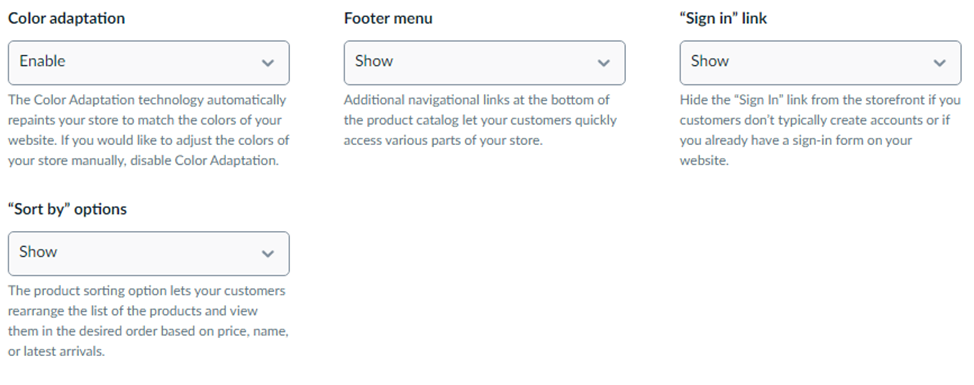 Color adaptation
Enable
The Color Adaptation technology automatically
repaints your store to match the colors of your
website. If you would like to adjust the colors of
your store manually, disable Color Adaptation.
Footer menu
Show
Additional navigational links at the bottom of
the product catalog let your customers quickly
access various parts of your store.
“Sign in” link
Show
Hide the “Sign In” link from the storefront if you
customers don’t typically create accounts or if
you already have a sign-in form on your
website.
“Sort by” options
Show
The product sorting option lets your customers
rearrange the list of the products and view
them in the desired order based on price, name,
or latest arrivals.